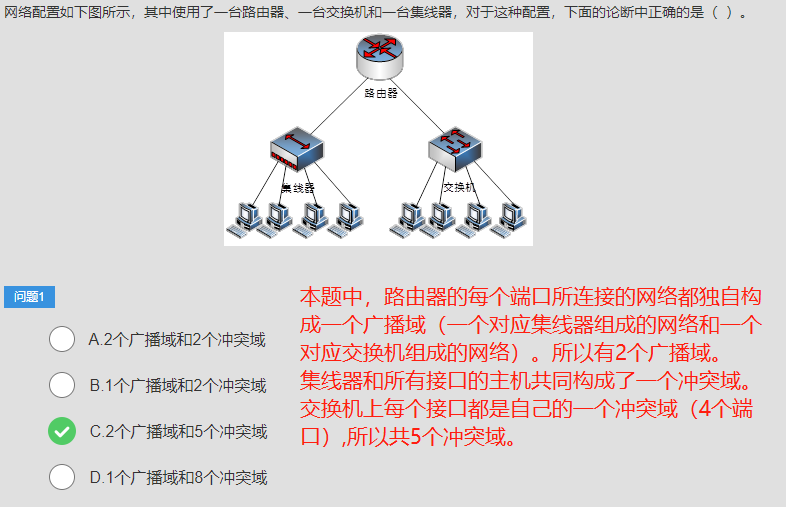 网络配置如下图所示，其中使用了一台路由器、一台交换机和一台集线器，对于这种配置，下面的论断中正确的是（ ）。
路由器
集线器
交换机
问题1
A.2个广播域和2个冲突域
B.1个广播域和2个冲突域
C.2个广播域和5个冲突域
D.1个广播域和8个冲突域
本题中，路由器的每个端口所连接的网络都独自构
成一个广播域（一个对应集线器组成的网络和一个
对应交换机组成的网络）。所以有2个广播域。
集线器和所有接口的主机共同构成了一个冲突域。
交换机上每个接口都是自己的一个冲突域（4个端
口）,所以共5个冲突域。